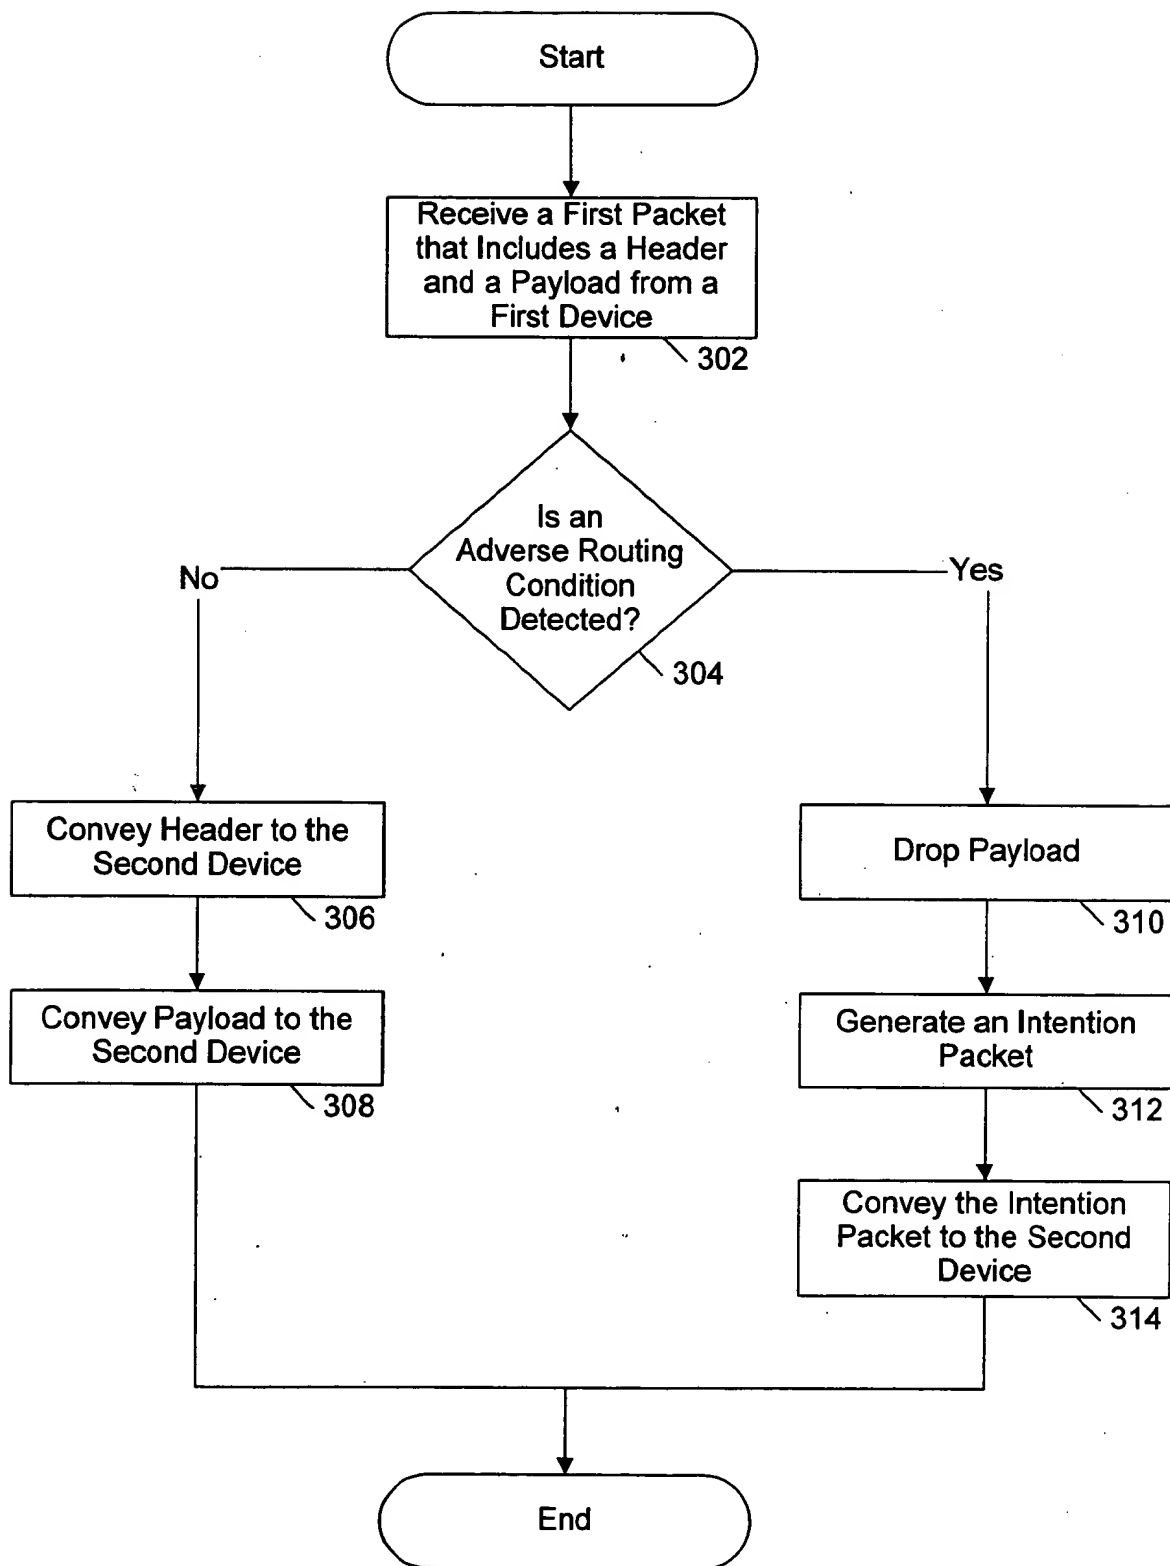 Start
Receive a First Packet
that Includes a Header
and a Payload from a
First Device
302
Is an
Adverse Routing
Condition
Detected?
304
No
Yes
Convey Header to the
Second Device
306
Convey Payload to the
Second Device
308
Drop Payload
310
Generate an Intention
Packet
312
Convey the Intention
Packet to the Second
Device
314
End